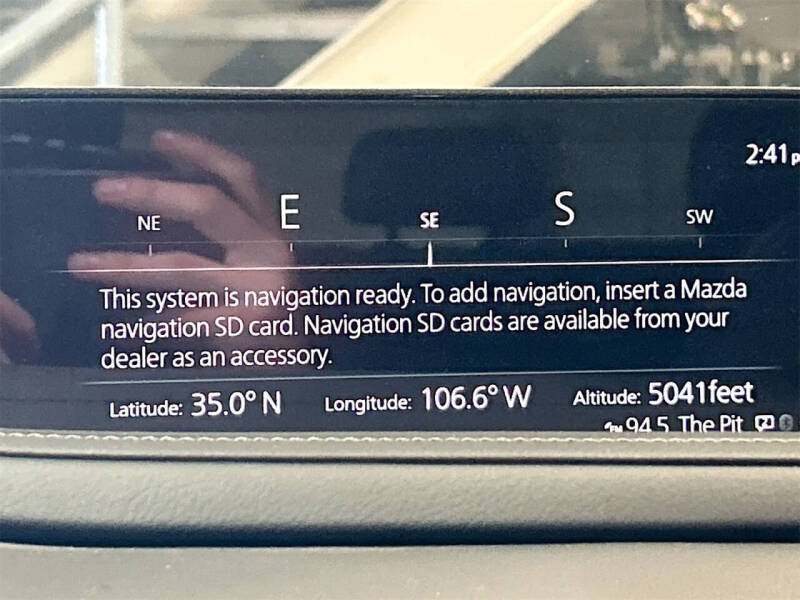 2:41
NE E SE S SW
This system is navigation ready. To add navigation, insert a Mazda
navigation SD card. Navigation SD cards are available from your
dealer as an accessory.
Latitude: 35.0° N Longitude: 106.6° W Altitude: 5041feet
FM 94.5 The Pit